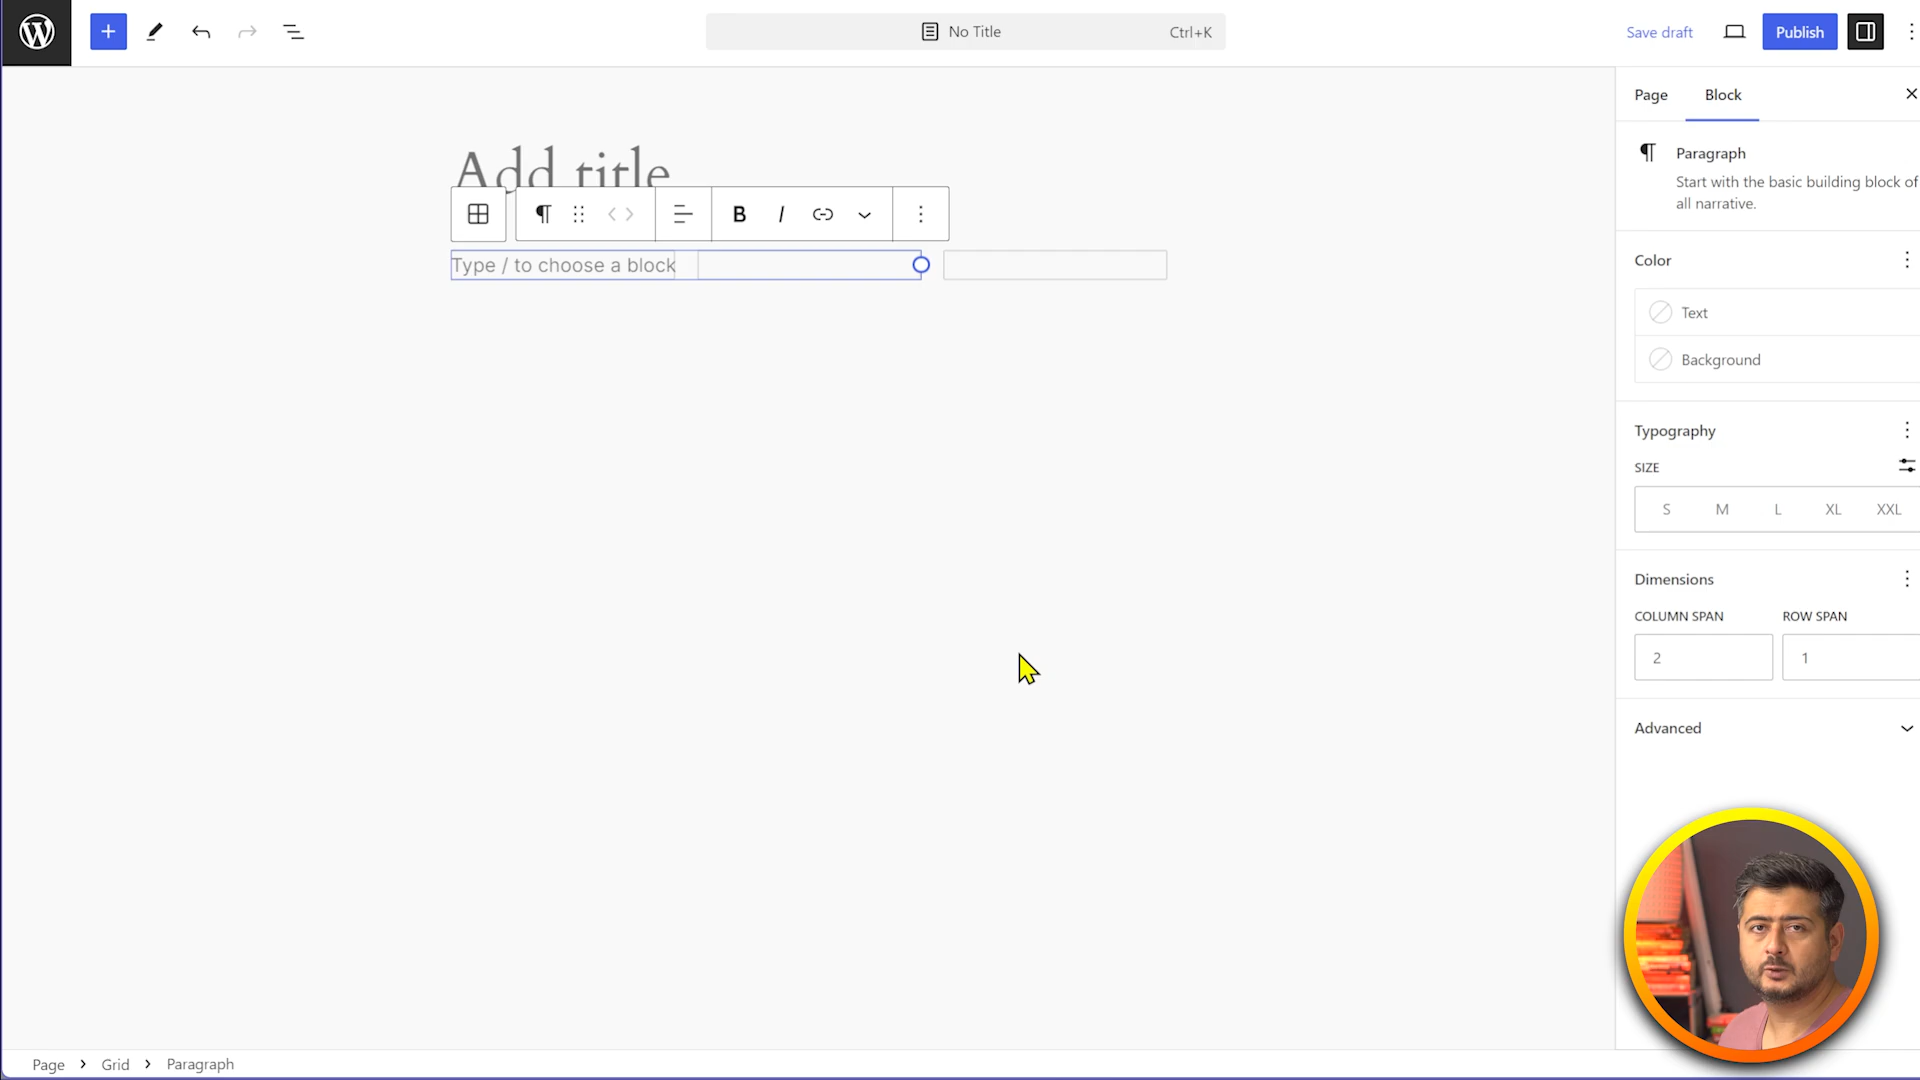 No Title
Ctrl+K
Save draft
Publish
Page
Block
Add title
B
I
Type / to choose a block
Paragraph
Start with the basic building block of
all narrative.
Color
Text
Background
Typography
SIZE
S M L XL XXL
Dimensions
COLUMN SPAN ROW SPAN
2 1
Advanced
Page > Grid > Paragraph